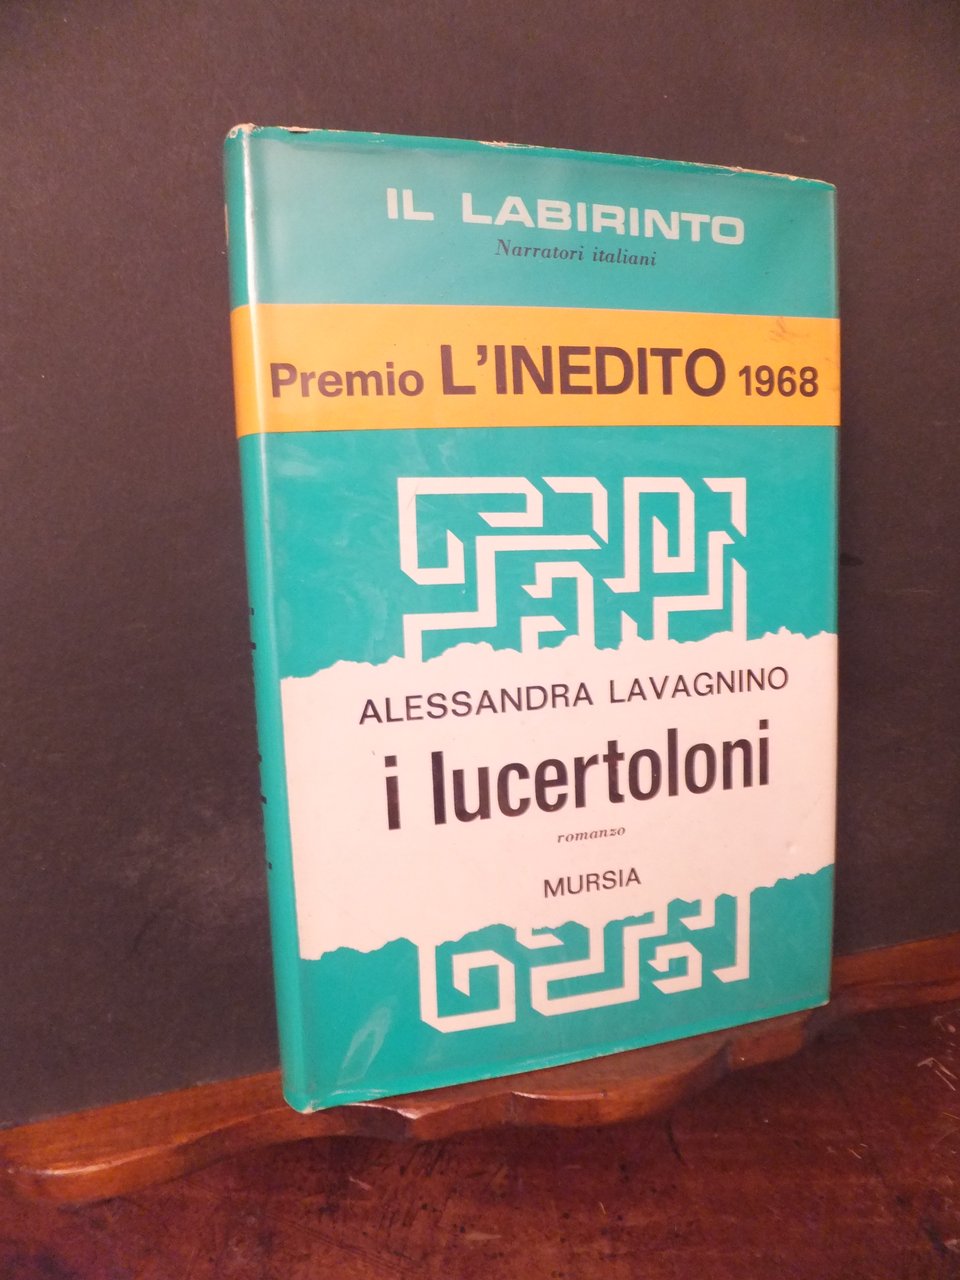 IL LABIRINTO
Narratori italiani
Premio L'INEDITO 1968
ALESSANDRA LAVAGNINO
i lucertoloni
romanzo
MURSIA